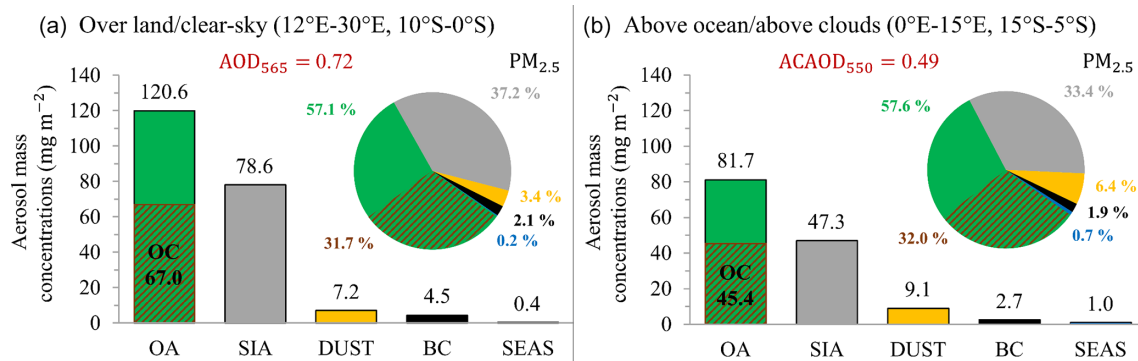 (a) Over land/clear-sky (12°E-30°E, 10°S-0°S)
AOD₅₆₅ = 0.72
PM₂.₅
Aerosol mass
concentrations (mg m⁻²)
140
120
100
80
60
40
20
0
120.6
78.6
7.2
4.5
0.4
OC
67.0
57.1 %
37.2 %
3.4 %
2.1 %
0.2 %
31.7 %
OA
SIA
DUST
BC
SEAS
(b) Above ocean/above clouds (0°E-15°E, 15°S-5°S)
ACAOD₅₅₀ = 0.49
PM₂.₅
Aerosol mass
concentrations (mg m⁻²)
140
120
100
80
60
40
20
0
81.7
47.3
9.1
2.7
1.0
OC
45.4
57.6 %
33.4 %
6.4 %
1.9 %
0.7 %
32.0 %
OA
SIA
DUST
BC
SEAS